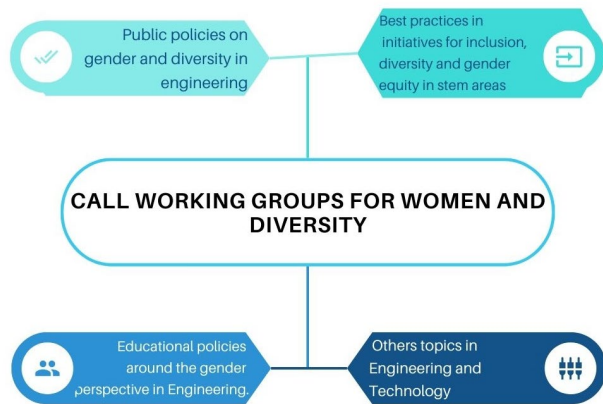 Public policies on
gender and diversity in
engineering
Best practices in
initiatives for inclusion,
diversity and gender
equity in stem areas
CALL WORKING GROUPS FOR WOMEN AND
DIVERSITY
Educational policies
around the gender
perspective in Engineering.
Others topics in
Engineering and
Technology